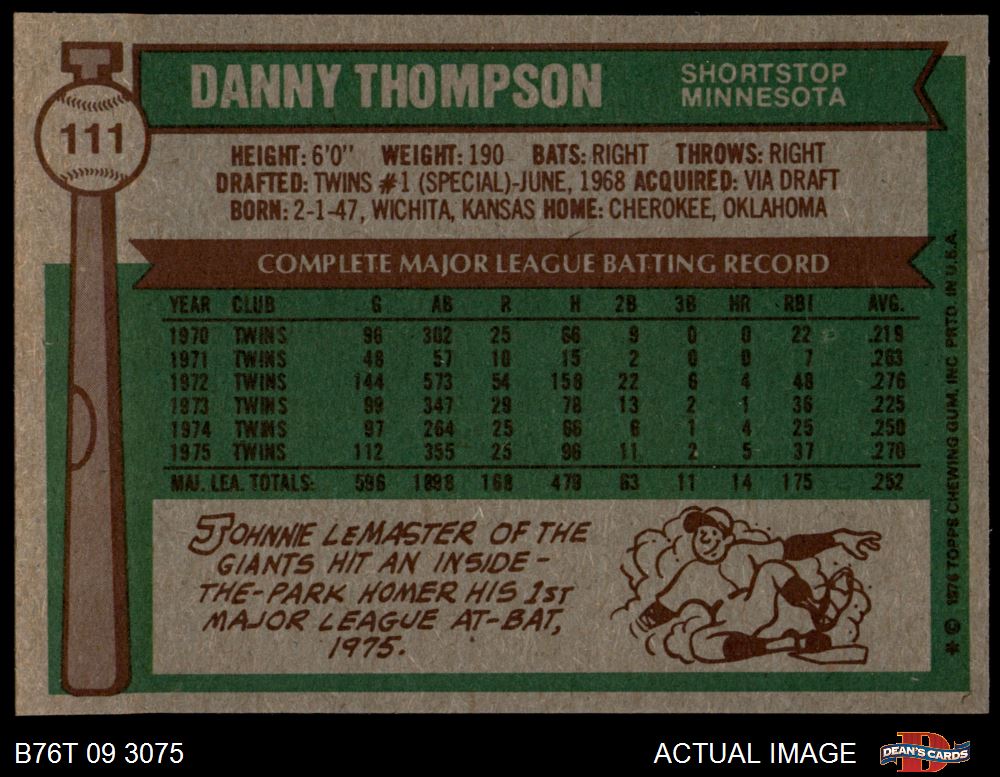 111
DANNY THOMPSON
SHORTSTOP
MINNESOTA
HEIGHT: 6'0" WEIGHT: 190 BATS: RIGHT THROWS: RIGHT
DRAFTED: TWINS #1 (SPECIAL)-JUNE, 1968 ACQUIRED: VIA DRAFT
BORN: 2-1-47, WICHITA, KANSAS HOME: CHEROKEE, OKLAHOMA
COMPLETE MAJOR LEAGUE BATTING RECORD
YEAR CLUB G AB R H 2B 3B HR RBI AVG.
1970 TWINS 96 302 25 66 9 0 0 22 .219
1971 TWINS 48 57 10 15 2 0 0 7 .263
1972 TWINS 144 573 54 158 22 6 4 48 .276
1973 TWINS 99 347 29 78 13 2 1 36 .225
1974 TWINS 97 264 25 66 6 1 4 25 .250
1975 TWINS 112 355 25 96 11 2 5 37 .270
MAJ. LEA. TOTALS: 596 1898 168 479 63 11 14 175 .252
JOHNNIE LEMASTER OF THE
GIANTS HIT AN INSIDE-
THE-PARK HOMER HIS 1ST
MAJOR LEAGUE AT-BAT,
1975.
* © 1976 TOPPS CHEWING GUM, INC. PRTD. IN U.S.A.
B76T 09 3075
ACTUAL IMAGE
D
DEAN'S CARDS